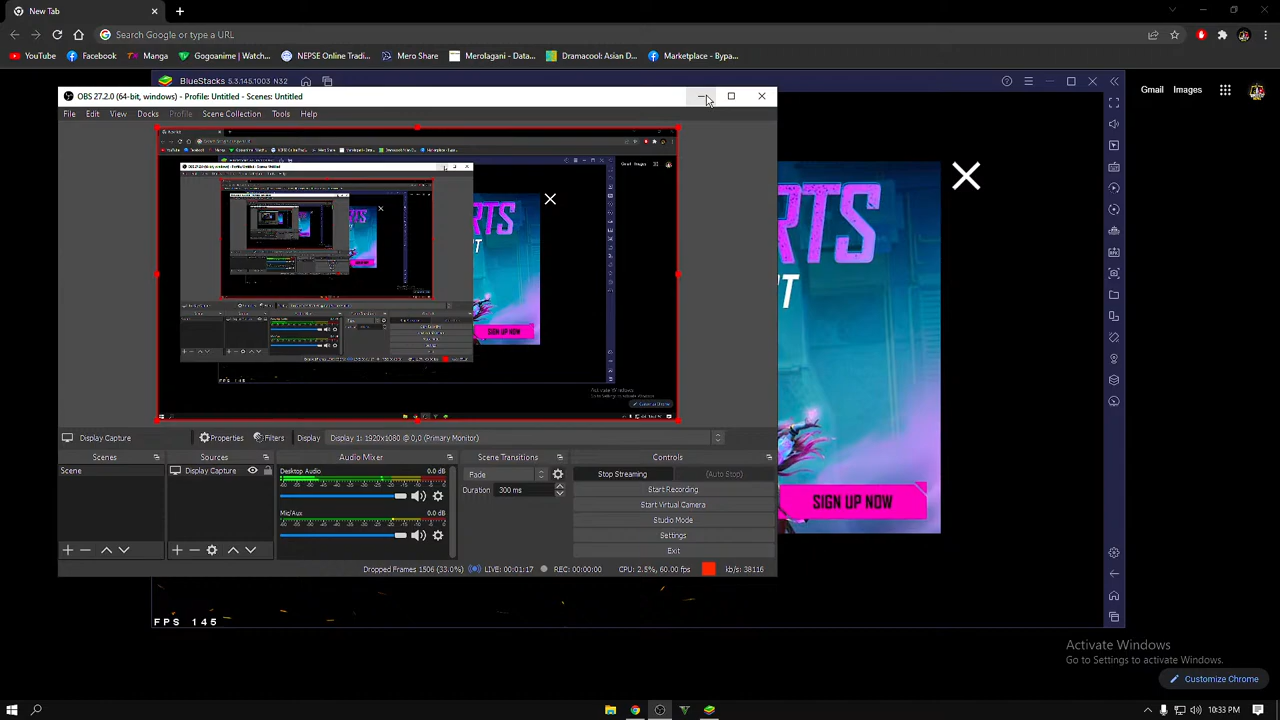 New Tab
Search Google or type a URL
YouTube Facebook Manga Gogoanime | Watch... NEPSE Online Tradi... Mero Share Merolagani - Data... Dramacool: Asian D... Marketplace - Bypa...
BlueStacks 5.3.145.1003 N32
Gmail Images
OBS 27.2.0 (64-bit, windows) - Profile: Untitled - Scenes: Untitled
File Edit View Docks Profile Scene Collection Tools Help
RTS
SIGN UP NOW
Activate Windows
Display Capture Properties Filters Display Display 1: 1920x1080 @ 0,0 (Primary Monitor)
Scenes Sources Audio Mixer Scene Transitions Controls
Scene
Display Capture
Desktop Audio 0.0 dB
Mic/Aux 0.0 dB
Fade
Duration 300 ms
Stop Streaming (Auto Stop)
Start Recording
Start Virtual Camera
Studio Mode
Settings
Exit
SIGN UP NOW
Dropped Frames 1506 (33.0%) LIVE: 00:01:17 REC: 00:00:00 CPU: 2.5%, 60.00 fps kb/s: 38116
FPS 145
Activate Windows
Go to Settings to activate Windows.
Customize Chrome
10:33 PM